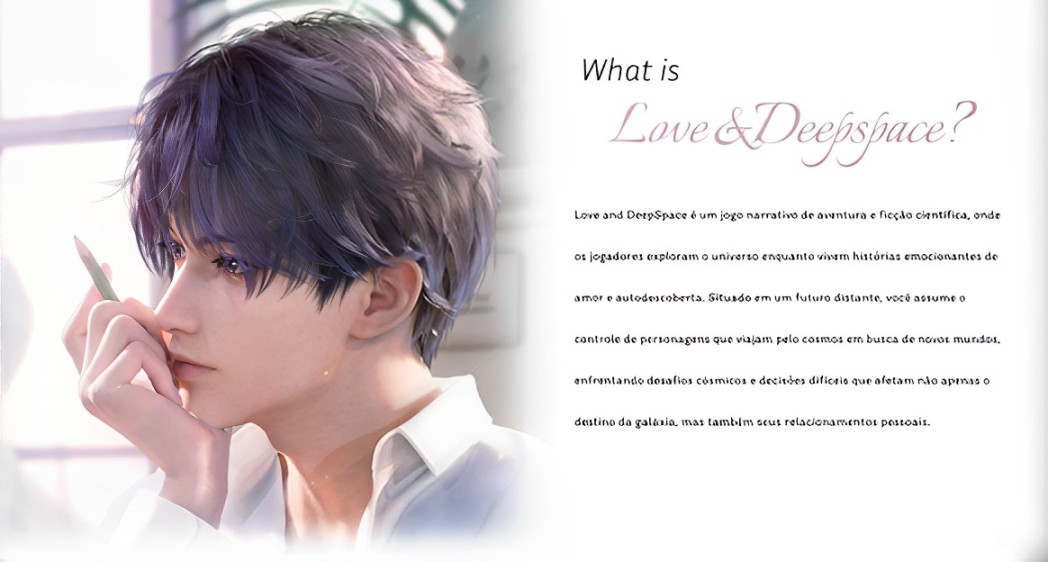 What is
Love & Deepspace?
Love and DeepSpace é um jogo narrativo de aventura e ficção científica, onde
os jogadores exploram o universo enquanto vivem histórias emocionantes de
amor e autodescoberta. Situado em um futuro distante, você assume o
controle de personagens que viajam pelo cosmos em busca de novos mundos,
enfrentando desafios cósmicos e decisões difíceis que afetam não apenas o
destino da galáxia, mas também seus relacionamentos pessoais.